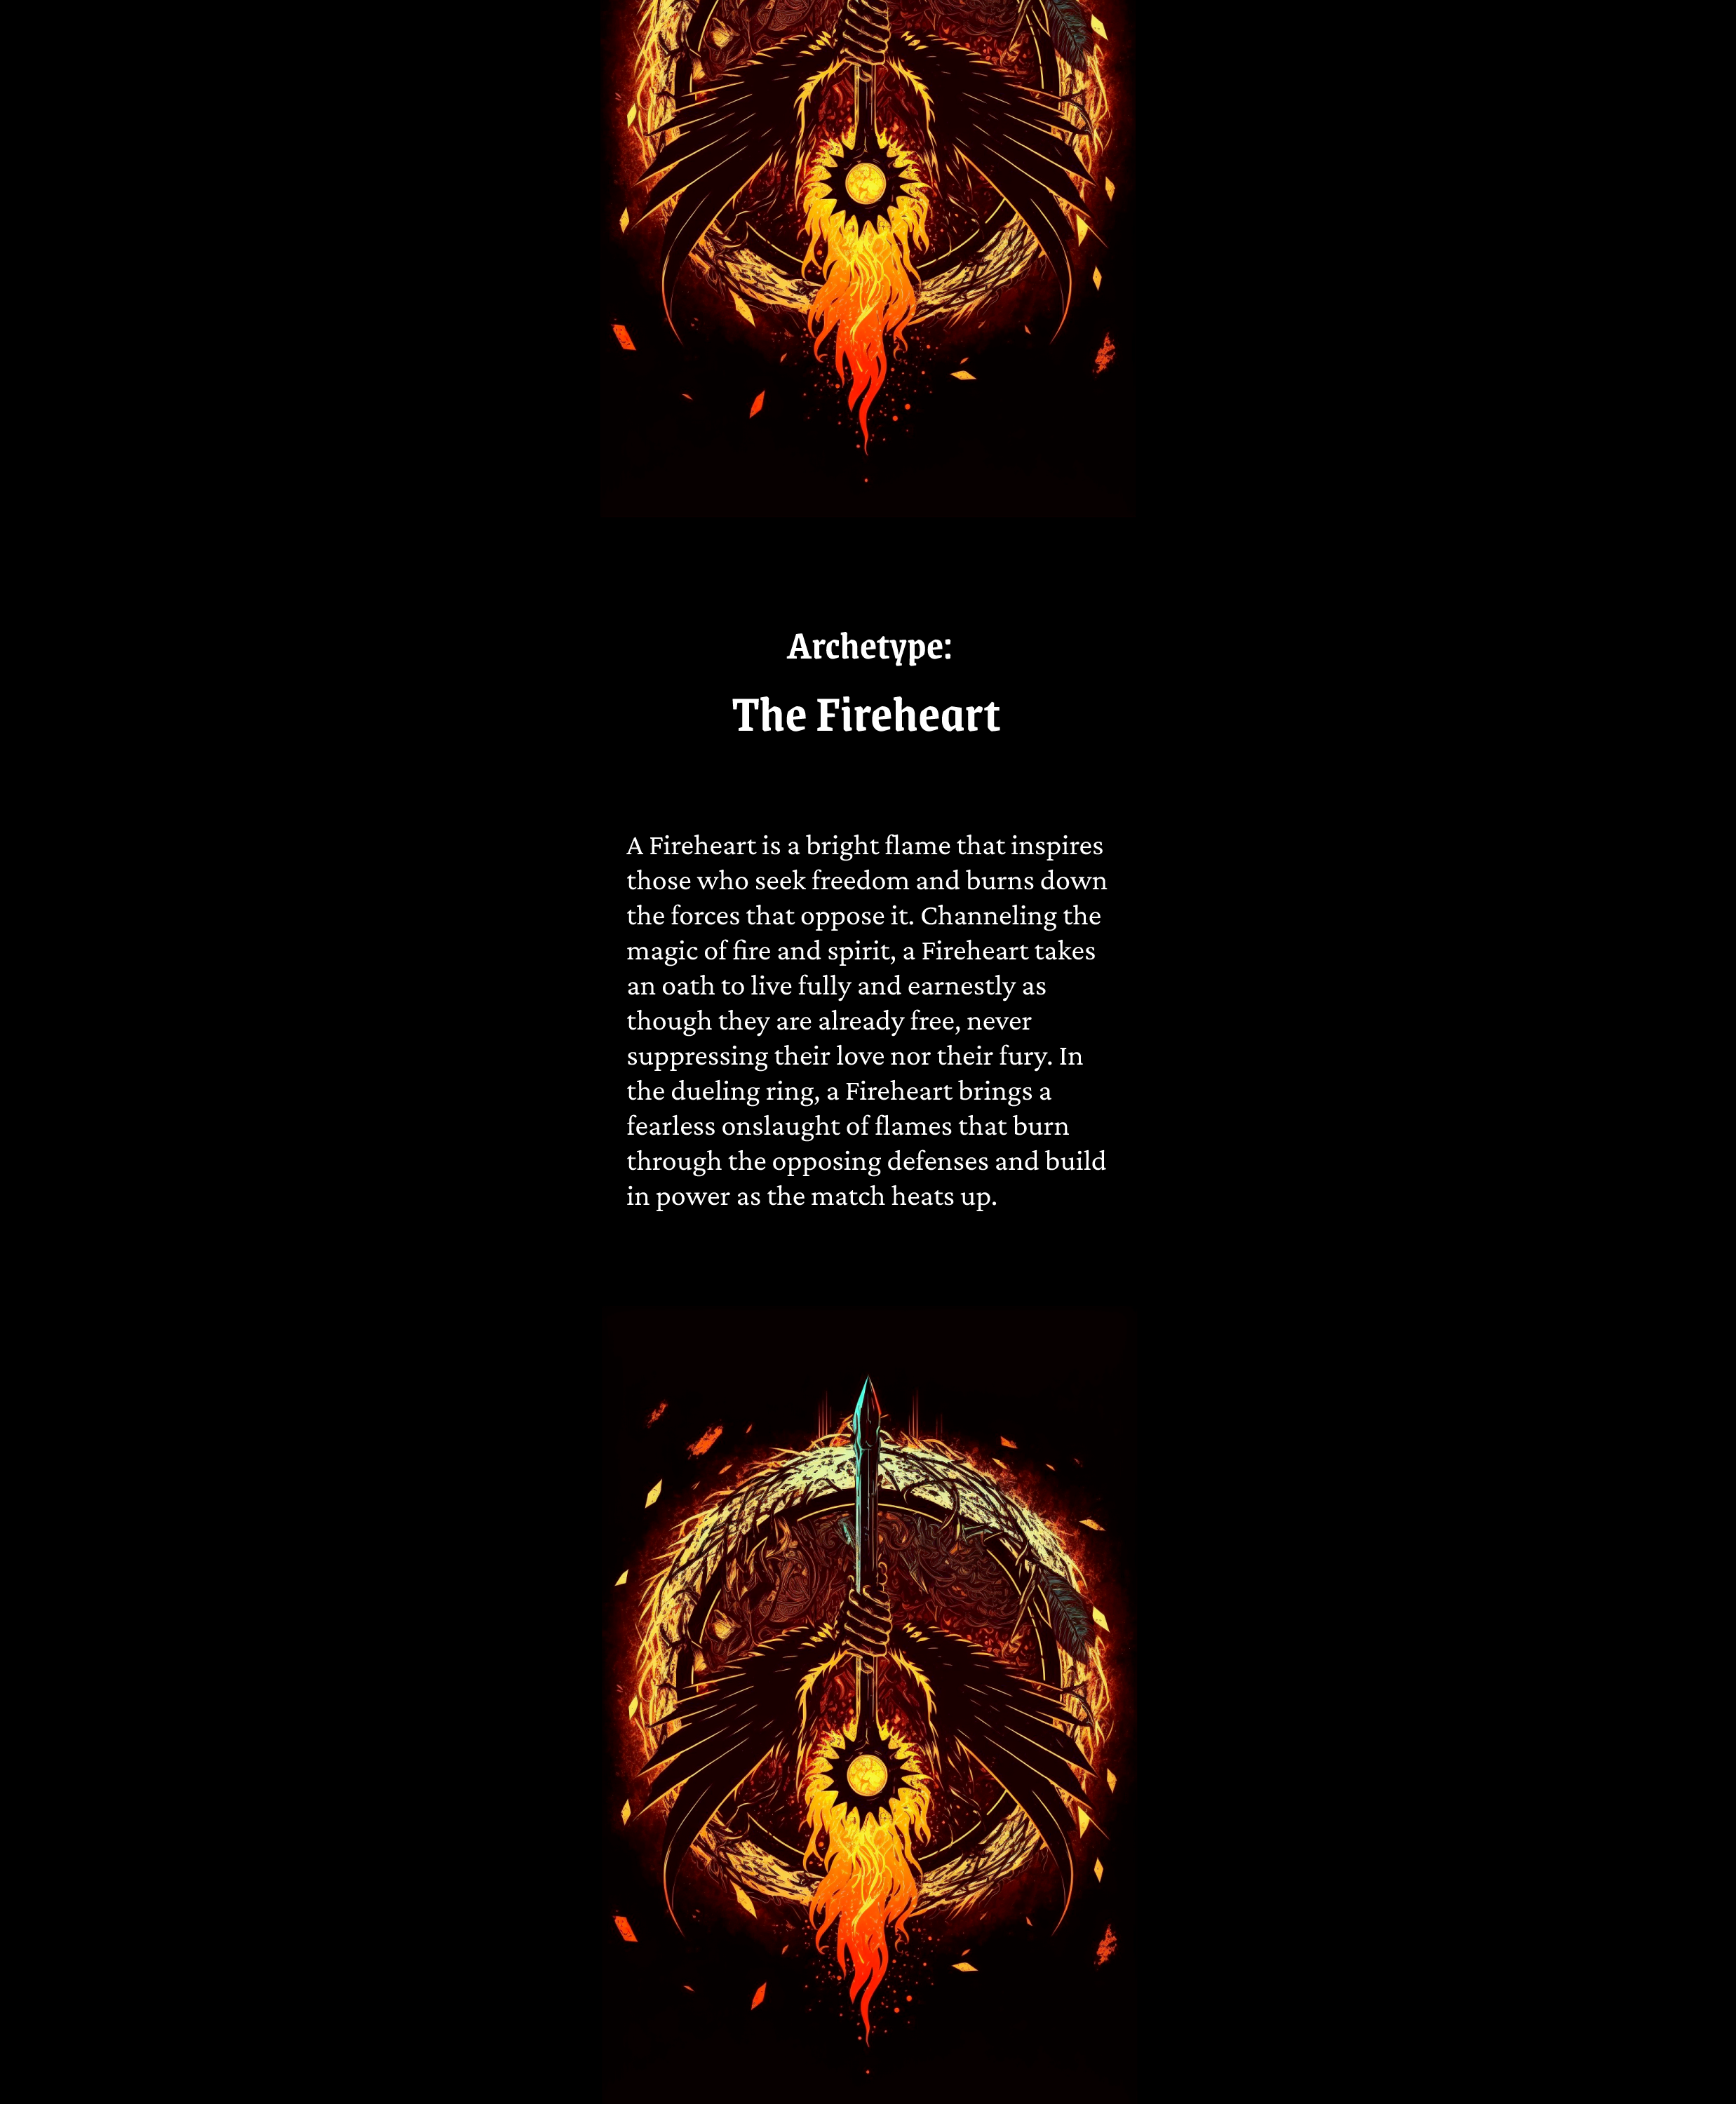 Archetype:
The Fireheart
A Fireheart is a bright flame that inspires
those who seek freedom and burns down
the forces that oppose it. Channeling the
magic of fire and spirit, a Fireheart takes
an oath to live fully and earnestly as
though they are already free, never
suppressing their love nor their fury. In
the dueling ring, a Fireheart brings a
fearless onslaught of flames that burn
through the opposing defenses and build
in power as the match heats up.